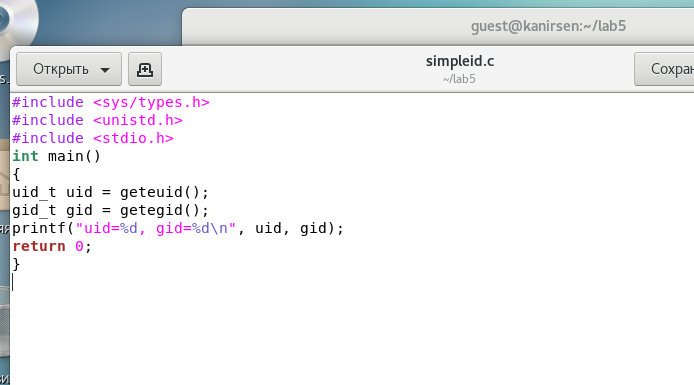 guest@kanirsen:~/lab5
Открыть
simpleid.c
~/lab5
Сохран
#include <sys/types.h>
#include <unistd.h>
#include <stdio.h>
int main()
{
uid_t uid = geteuid();
gid_t gid = getegid();
printf("uid=%d, gid=%d\n", uid, gid);
return 0;
}